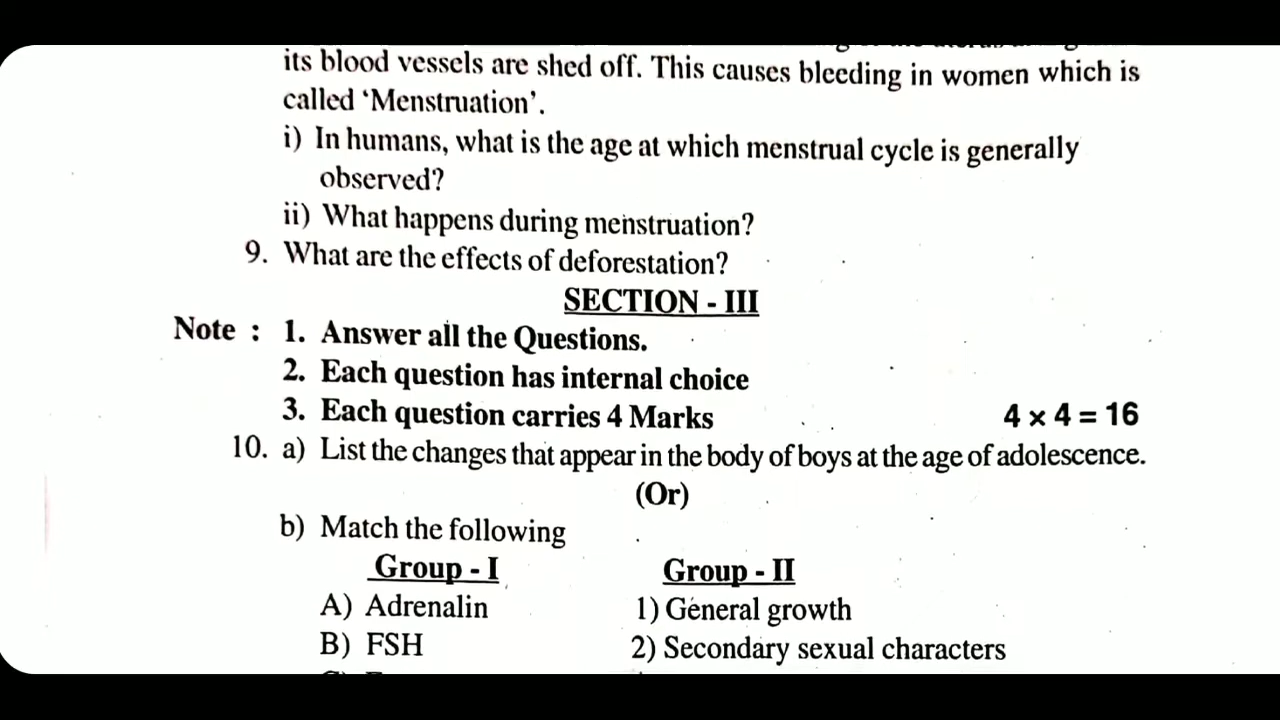 its blood vessels are shed off. This causes bleeding in women which is
called ‘Menstruation’.
i) In humans, what is the age at which menstrual cycle is generally
observed?
ii) What happens during menstruation?
9. What are the effects of deforestation?
SECTION - III
Note : 1. Answer all the Questions.
2. Each question has internal choice
3. Each question carries 4 Marks 4 x 4 = 16
10. a) List the changes that appear in the body of boys at the age of adolescence.
(Or)
b) Match the following
Group - I Group - II
A) Adrenalin 1) General growth
B) FSH 2) Secondary sexual characters